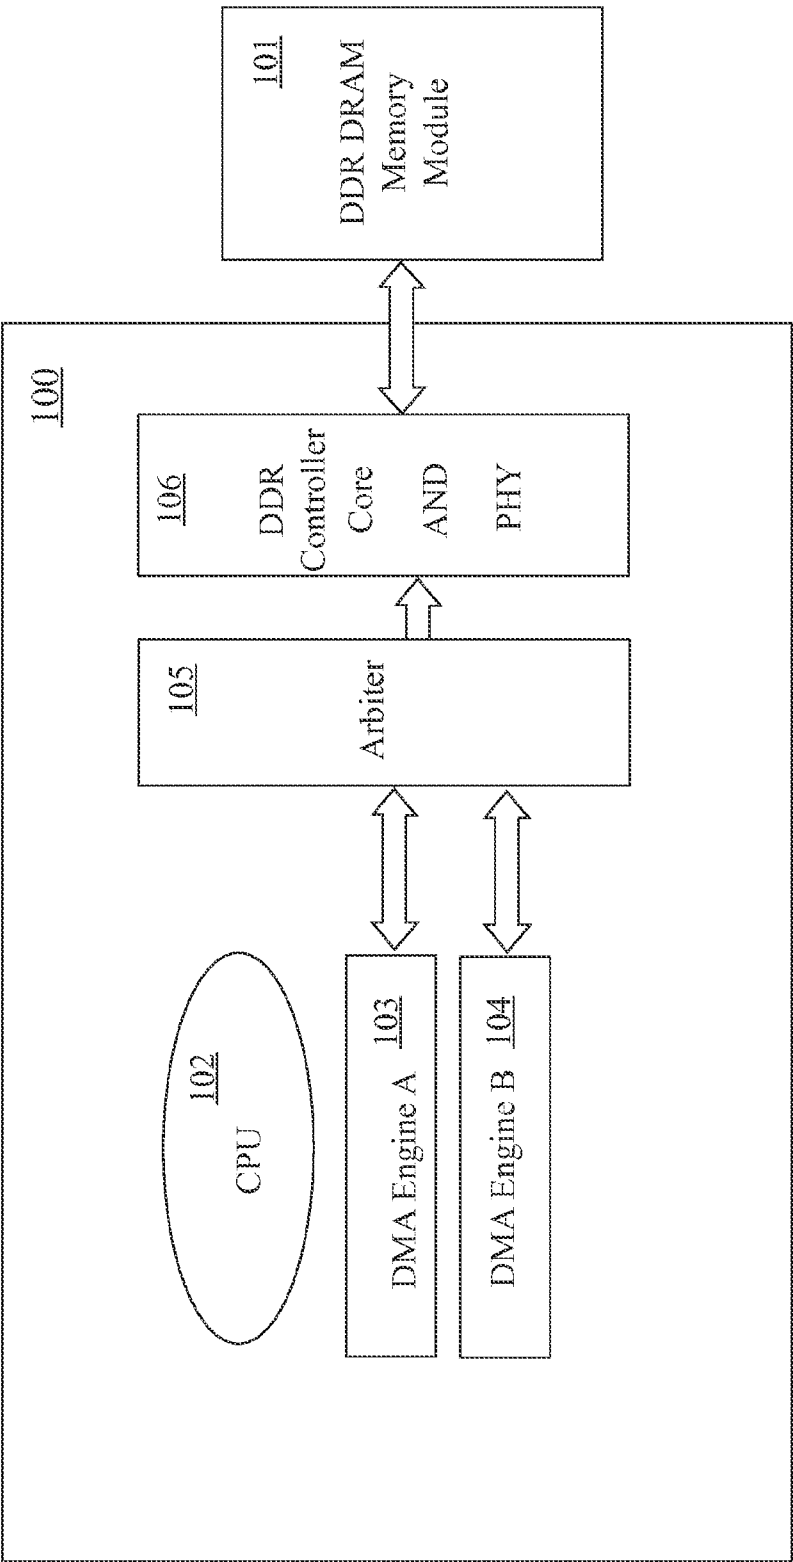 100
102
CPU
DMA Engine A 103
DMA Engine B 104
105
Arbiter
106
DDR
Controller
Core
AND
PHY
101
DDR DRAM
Memory
Module